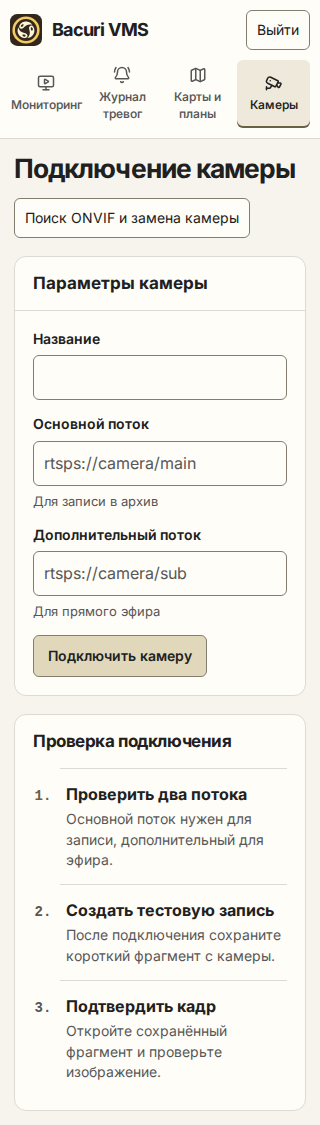 Bacuri VMS
Выйти
Мониторинг
Журнал
тревог
Карты и
планы
Камеры
Подключение камеры
Поиск ONVIF и замена камеры
Параметры камеры
Название
Основной поток
rtsps://camera/main
Для записи в архив
Дополнительный поток
rtsps://camera/sub
Для прямого эфира
Подключить камеру
Проверка подключения
1. Проверить два потока
Основной поток нужен для
записи, дополнительный для
эфира.
2. Создать тестовую запись
После подключения сохраните
короткий фрагмент с камеры.
3. Подтвердить кадр
Откройте сохранённый
фрагмент и проверьте
изображение.